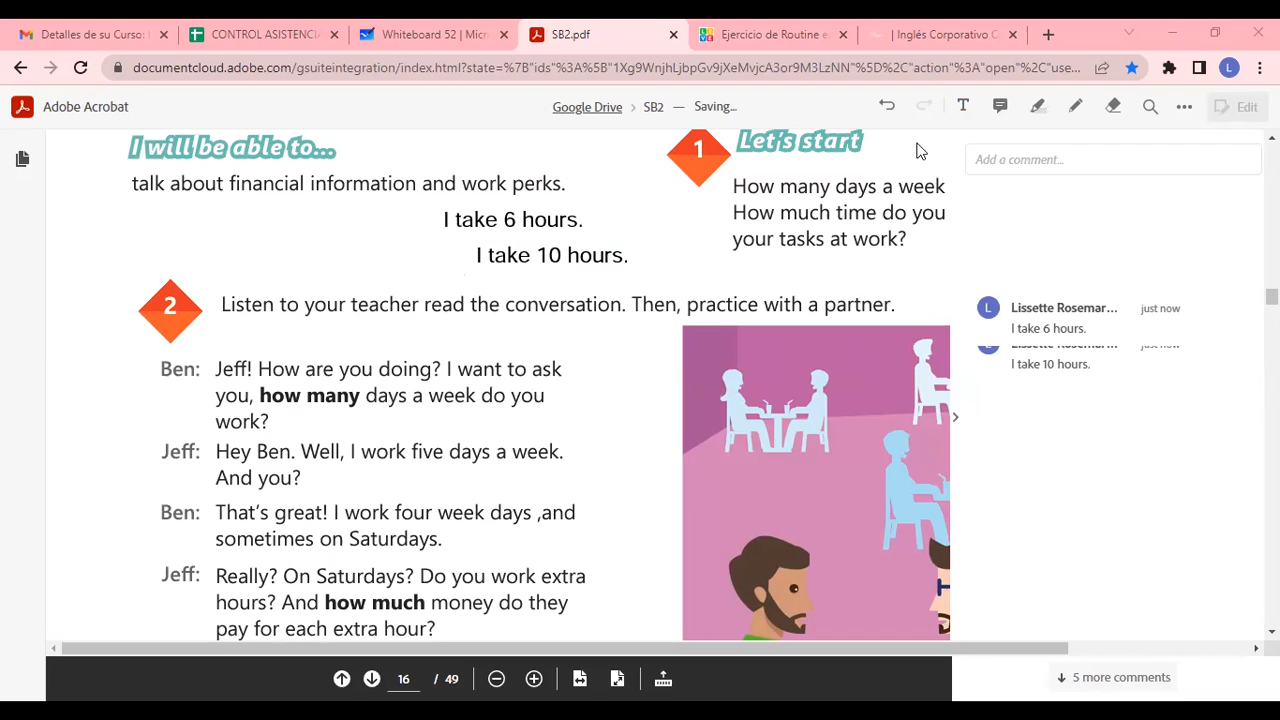 Detalles de su Curso:
CONTROL ASISTENCIA
Whiteboard 52 | Micr
SB2.pdf
Ejercicio de Routine e
| Inglés Corporativo C
documentcloud.adobe.com/gsuiteintegration/index.html?state=%7B"ids"%3A%5B"1Xg9WnjhLjbpGv9jXeMvjcA3or9M3LzNN"%5D%2C"action"%3A"open"%2C"use...
L
Adobe Acrobat
Google Drive > SB2 — Saving...
Edit
I will be able to...
talk about financial information and work perks.
I take 6 hours.
I take 10 hours.
1 Let's start
How many days a week
How much time do you
your tasks at work?
2 Listen to your teacher read the conversation. Then, practice with a partner.
Ben: Jeff! How are you doing? I want to ask
you, how many days a week do you
work?
Jeff: Hey Ben. Well, I work five days a week.
And you?
Ben: That's great! I work four week days ,and
sometimes on Saturdays.
Jeff: Really? On Saturdays? Do you work extra
hours? And how much money do they
pay for each extra hour?
Add a comment...
L Lissette Rosemar... just now
I take 6 hours.
I take 10 hours.
16 / 49
5 more comments